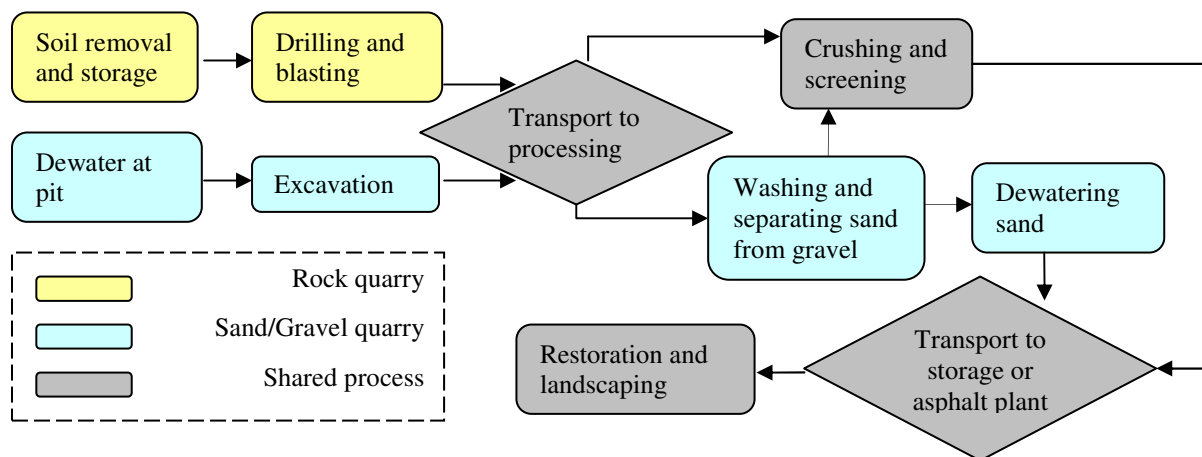 Soil removal
and storage
Drilling and
blasting
Crushing and
screening
Transport to
processing
Dewater at
pit
Excavation
Washing and
separating sand
from gravel
Dewatering
sand
Rock quarry
Sand/Gravel quarry
Shared process
Restoration and
landscaping
Transport to
storage or
asphalt plant